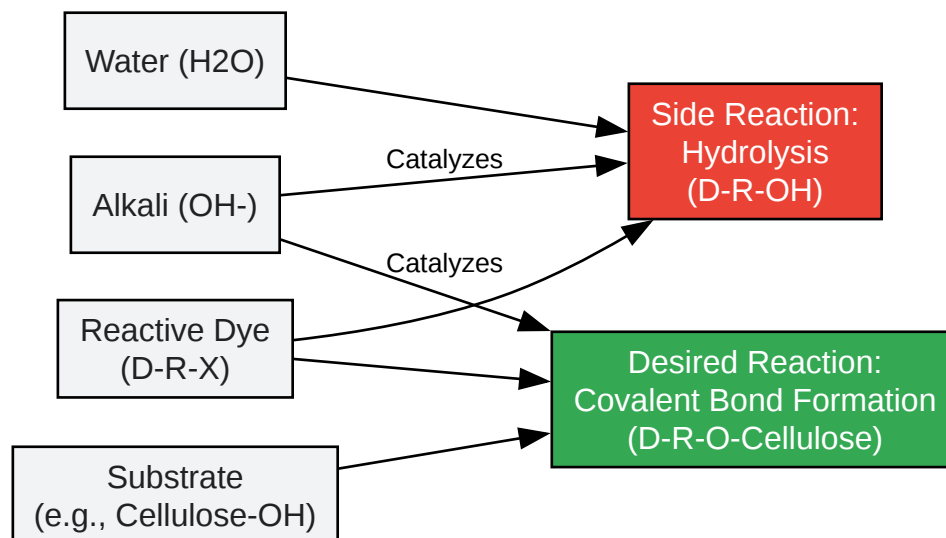 Water (H2O)
Alkali (OH-)
Reactive Dye
(D-R-X)
Substrate
(e.g., Cellulose-OH)
Catalyzes
Catalyzes
Side Reaction:
Hydrolysis
(D-R-OH)
Desired Reaction:
Covalent Bond Formation
(D-R-O-Cellulose)